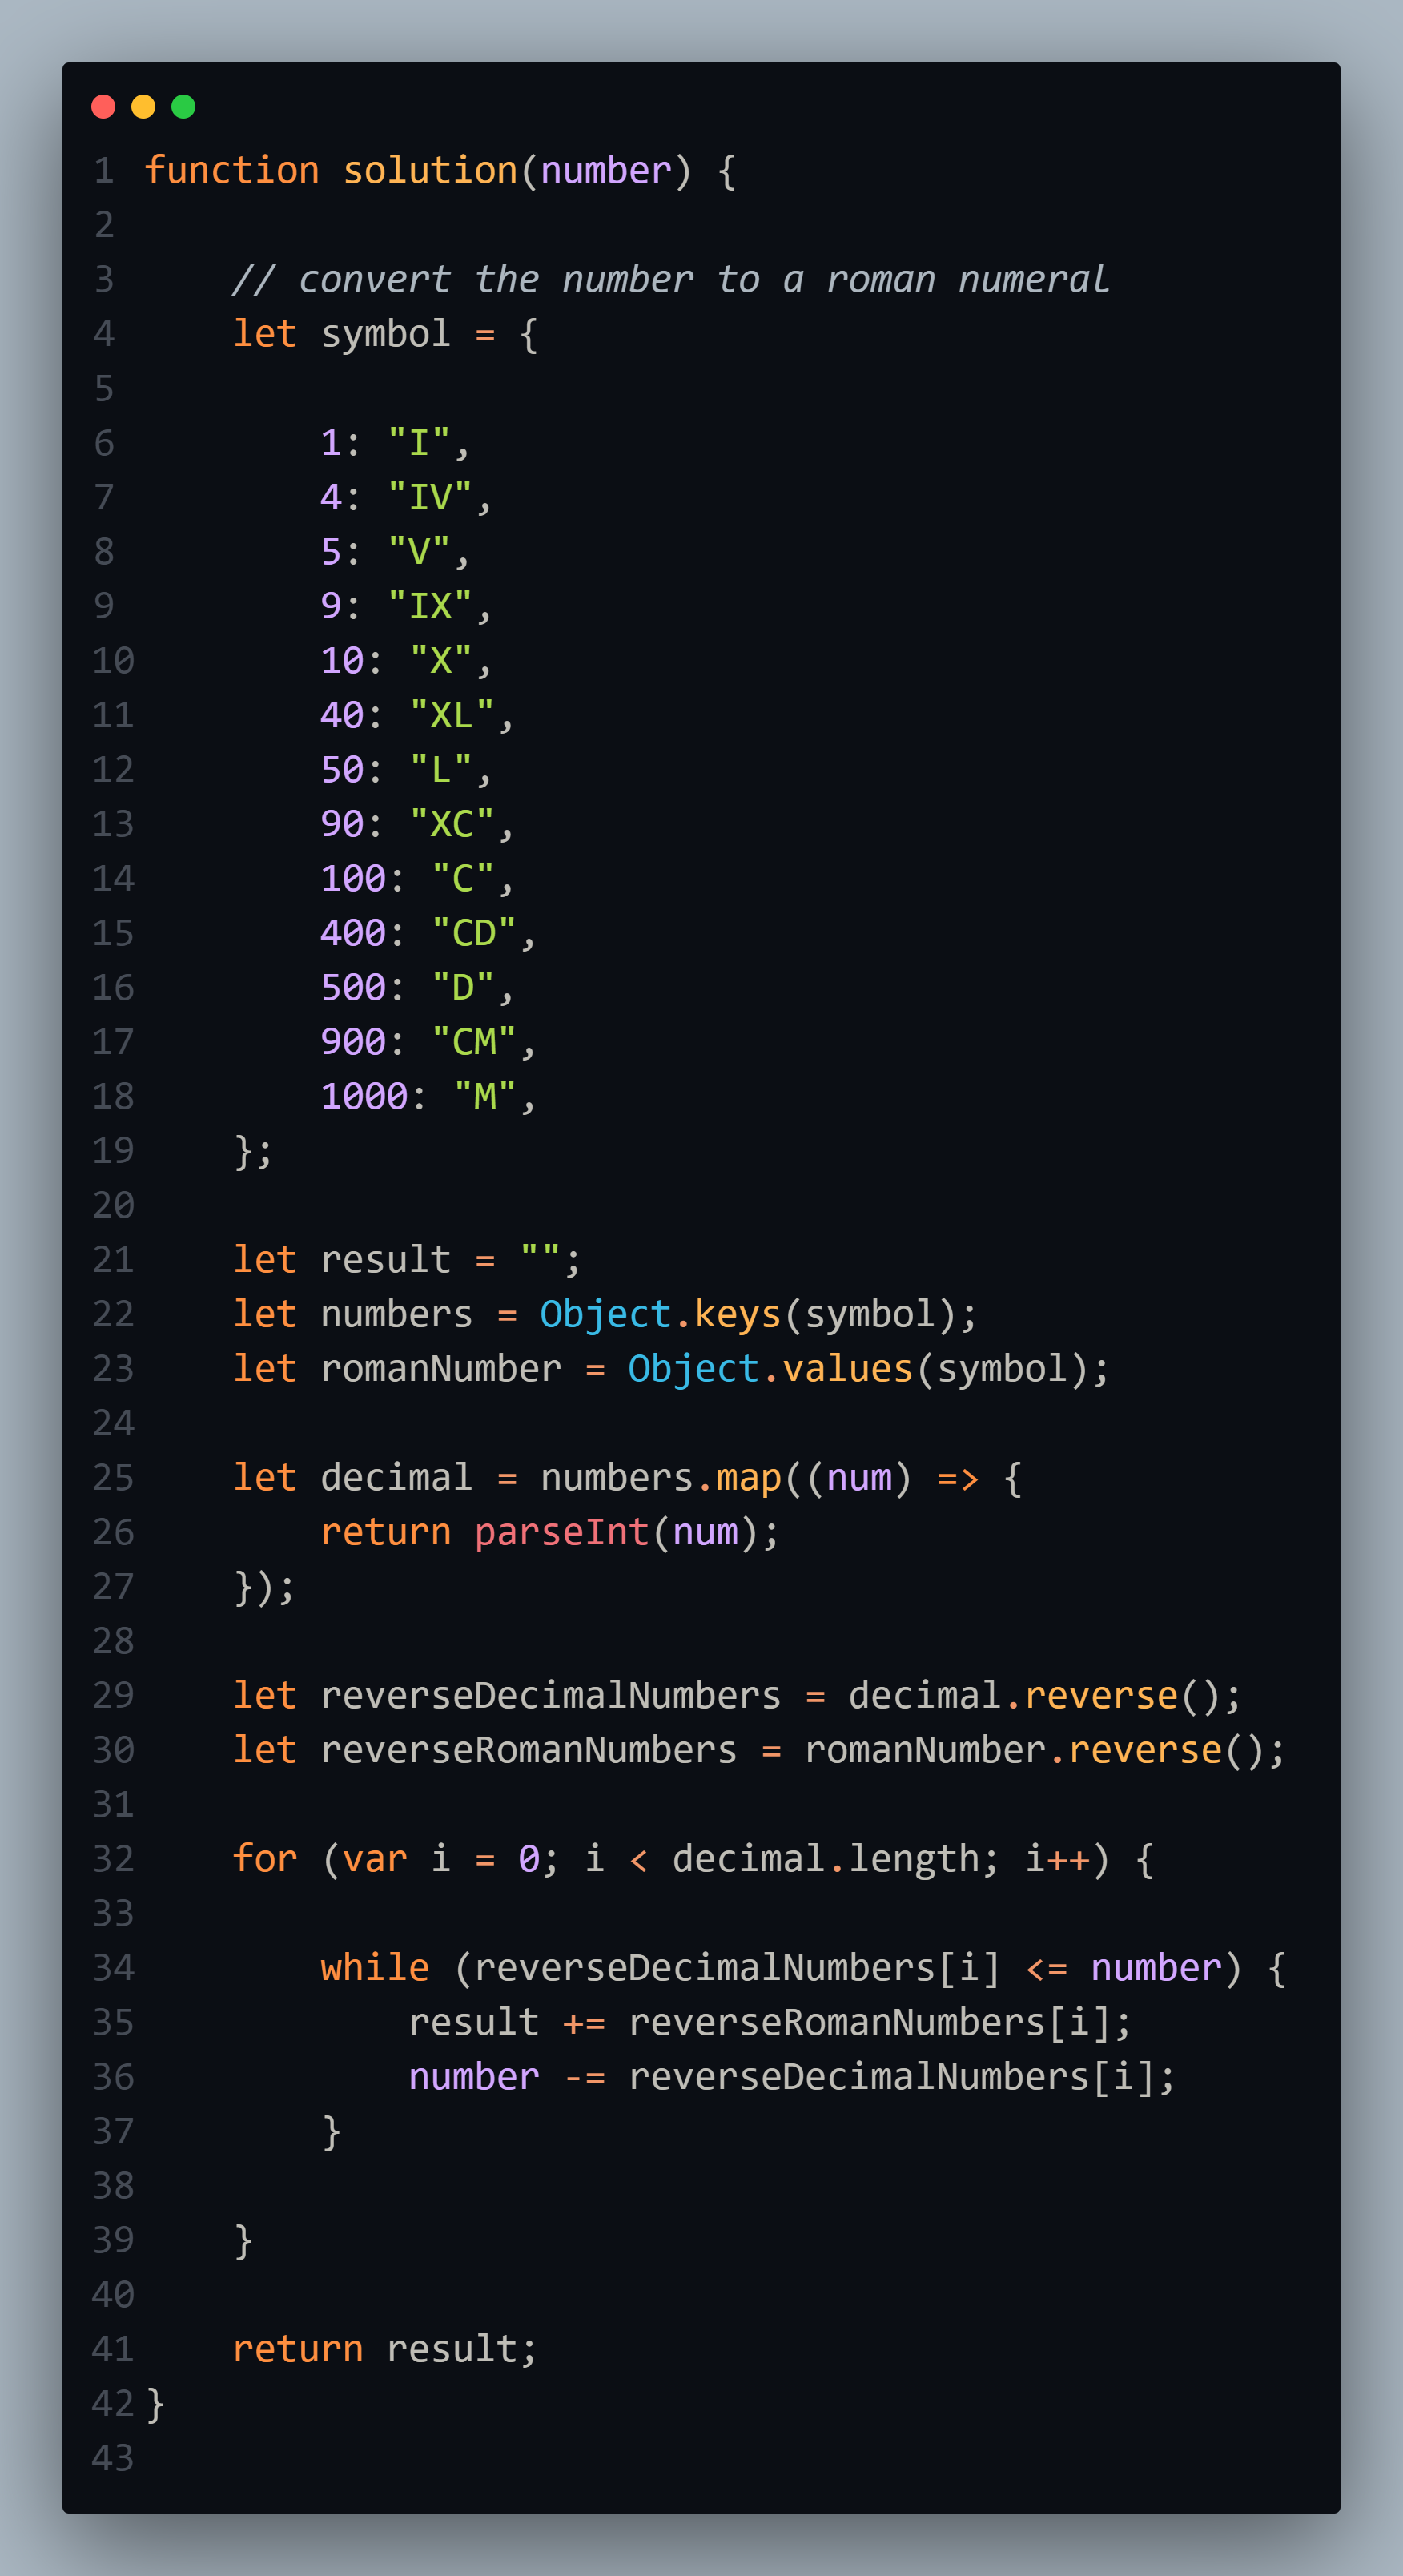 1 function solution(number) {
2
3     // convert the number to a roman numeral
4     let symbol = {
5
6         1: "I",
7         4: "IV",
8         5: "V",
9         9: "IX",
10         10: "X",
11         40: "XL",
12         50: "L",
13         90: "XC",
14         100: "C",
15         400: "CD",
16         500: "D",
17         900: "CM",
18         1000: "M",
19     };
20
21     let result = "";
22     let numbers = Object.keys(symbol);
23     let romanNumber = Object.values(symbol);
24
25     let decimal = numbers.map((num) => {
26         return parseInt(num);
27     });
28
29     let reverseDecimalNumbers = decimal.reverse();
30     let reverseRomanNumbers = romanNumber.reverse();
31
32     for (var i = 0; i < decimal.length; i++) {
33
34         while (reverseDecimalNumbers[i] <= number) {
35             result += reverseRomanNumbers[i];
36             number -= reverseDecimalNumbers[i];
37         }
38
39     }
40
41     return result;
42 }
43